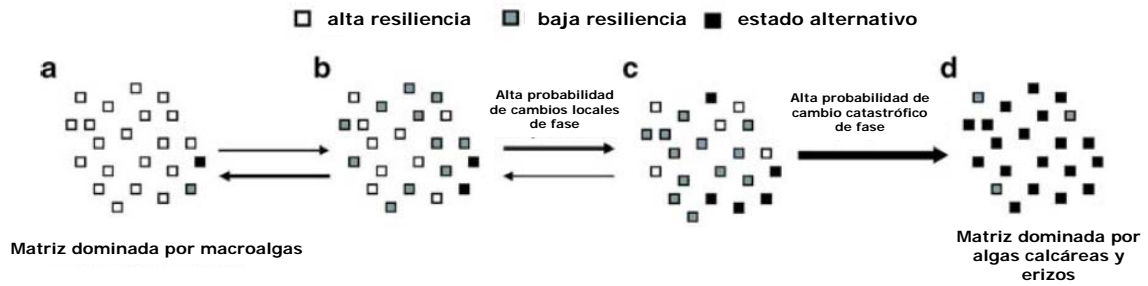 alta resiliencia baja resiliencia estado alternativo
a b c d
Alta probabilidad
de cambios locales
de fase
Alta probabilidad de
cambio catastrófico
de fase
Matriz dominada por macroalgas
Matriz dominada por
algas calcáreas y
erizos